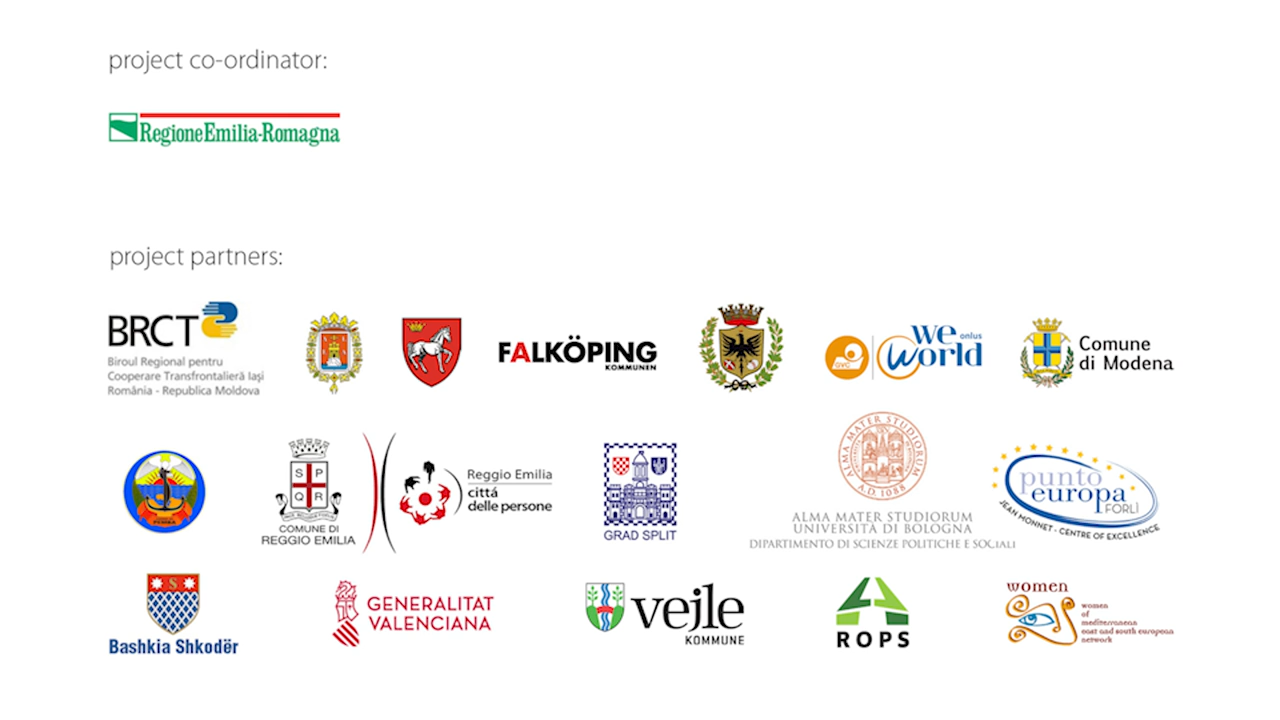 project co-ordinator:
RegioneEmilia-Romagna
project partners:
BRCT
Biroul Regional pentru
Cooperare Transfrontalieră Iași
România - Republica Moldova
FALKÖPING
KOMMUNEN
GVC
we onlus
world
Comune
di Modena
PEMBA
S P
Q R
COMUNE DI
REGGIO EMILIA
Reggio Emilia
cittá
delle persone
GRAD SPLIT
ALMA MATER STUDIORUM
A.D. 1088
ALMA MATER STUDIORUM
UNIVERSITA DI BOLOGNA
DIPARTIMENTO DI SCIENZE POLITICHE E SOCIALI
punto
europa
FORLÌ
JEAN MONNET - CENTRE OF EXCELLENCE
S
Bashkia Shkodër
GENERALITAT
VALENCIANA
vejle
KOMMUNE
ROPS
women
women
of
mediterranean
east and south european
network